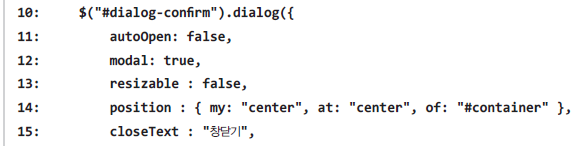 10: $("#dialog-confirm").dialog({
11: autoOpen: false,
12: modal: true,
13: resizable : false,
14: position : { my: "center", at: "center", of: "#container" },
15: closeText : "창닫기",